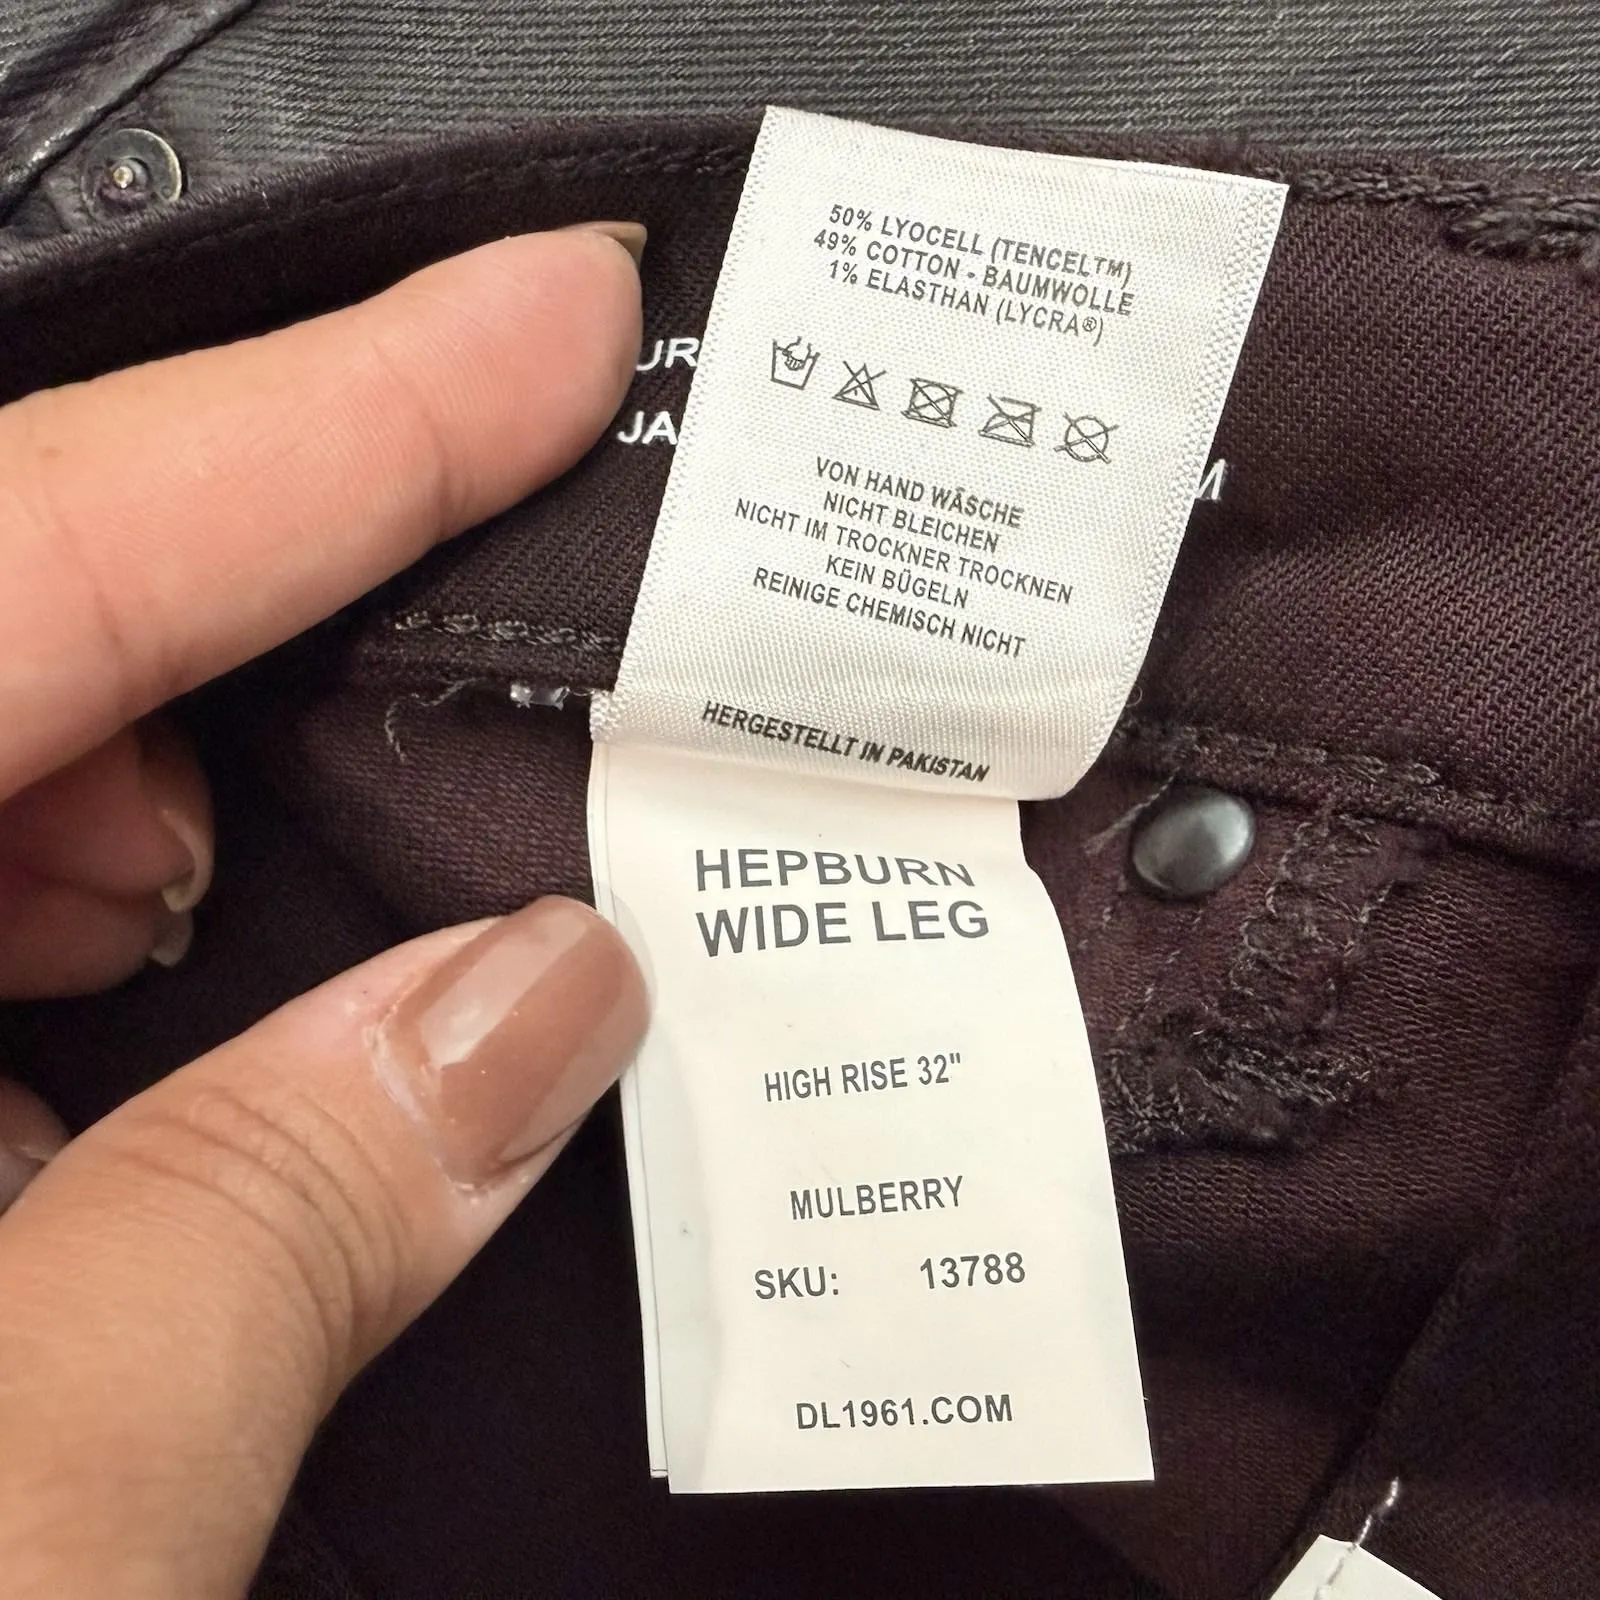 50% LYOCELL (TENCEL™)
49% COTTON - BAUMWOLLE
1% ELASTHAN (LYCRA®)
VON HAND WÄSCHE
NICHT BLEICHEN
NICHT IM TROCKNER TROCKNEN
KEIN BÜGELN
REINIGE CHEMISCH NICHT
HERGESTELLT IN PAKISTAN
HEPBURN
WIDE LEG
HIGH RISE 32"
MULBERRY
SKU: 13788
DL1961.COM